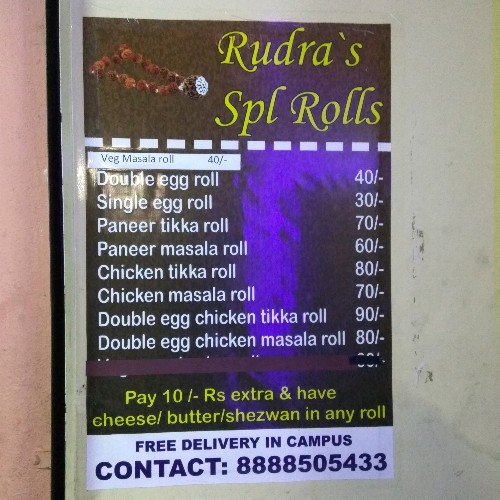 Rudra`s
Spl Rolls
Veg Masala roll 40/-
Double egg roll 40/-
Single egg roll 30/-
Paneer tikka roll 70/-
Paneer masala roll 60/-
Chicken tikka roll 80/-
Chicken masala roll 70/-
Double egg chicken tikka roll 90/-
Double egg chicken masala roll 80/-
Pay 10 /- Rs extra & have
cheese/ butter/shezwan in any roll
FREE DELIVERY IN CAMPUS
CONTACT: 8888505433